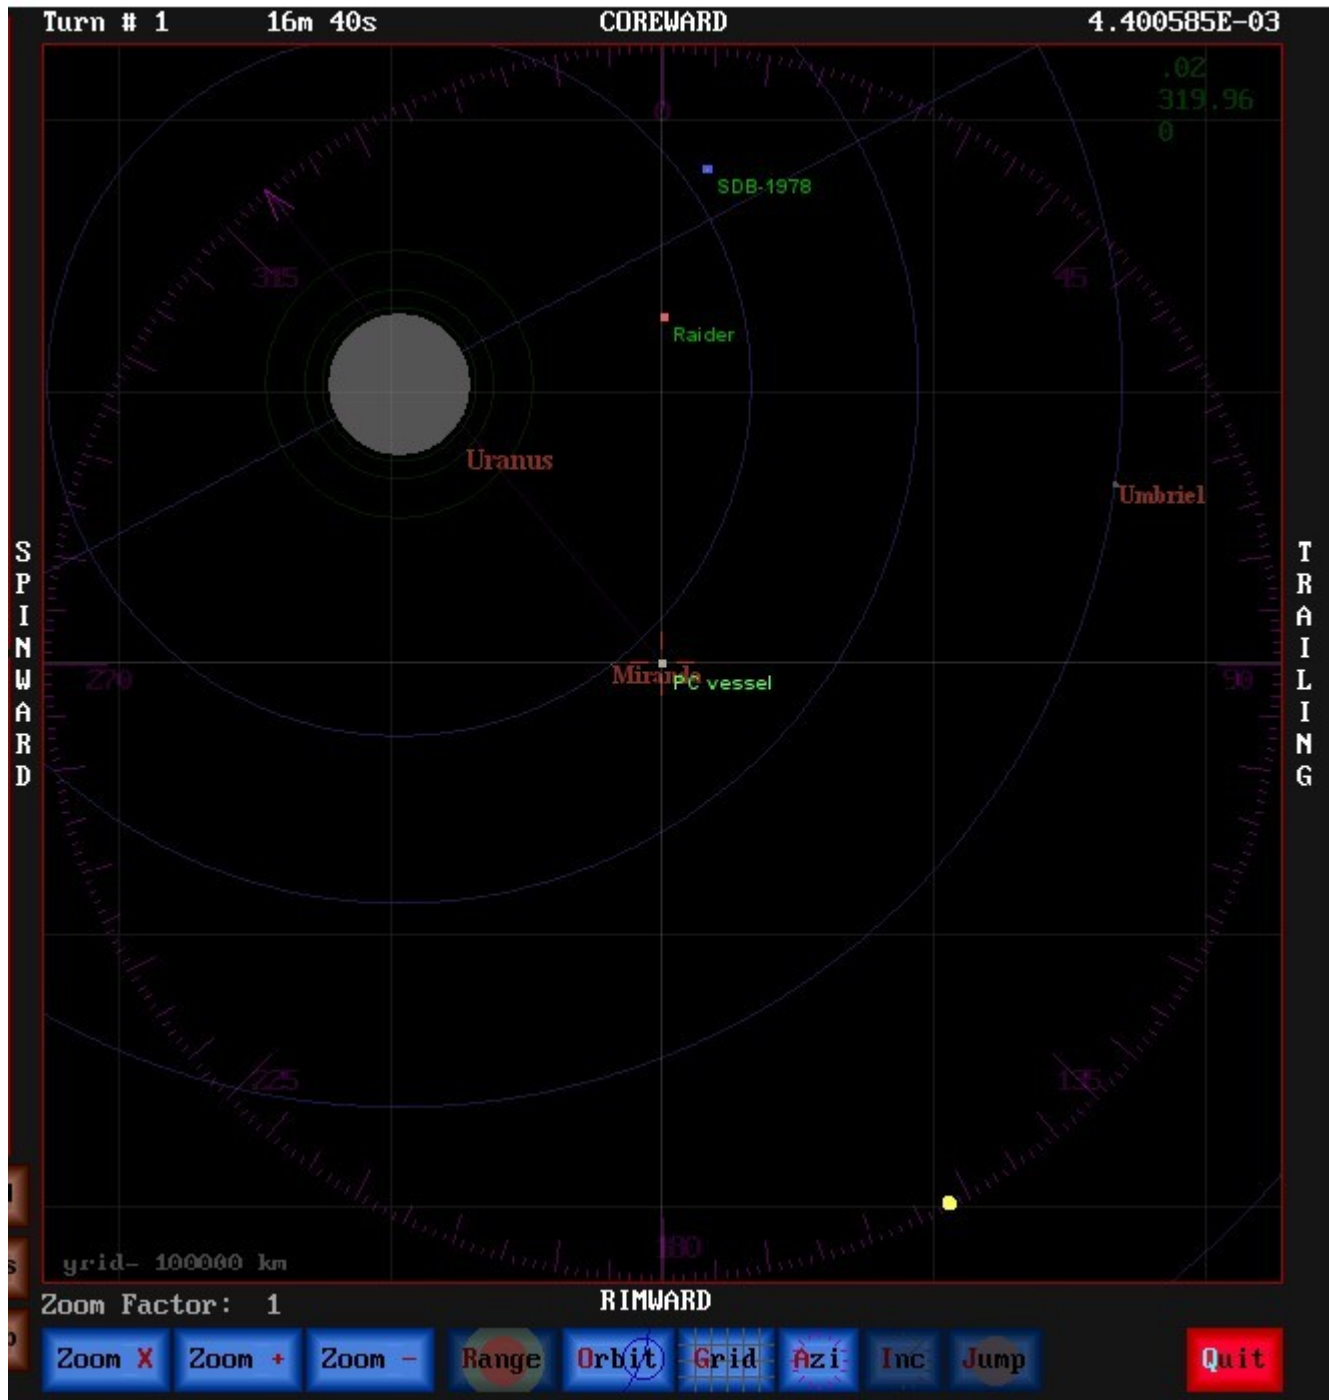 Turn # 1 16m 40s COREWARD 4.400585E-03
.02
319.96
0
0
SDB-1978
315
45
Raider
Uranus
Umbriel
SPINWARD
TRAILING
Miranda
PC vessel
270
90
225
135
180
grid- 100000 km
Zoom Factor: 1 RIMWARD
Zoom X Zoom + Zoom - Range Orbit Grid Azi Inc Jump Quit